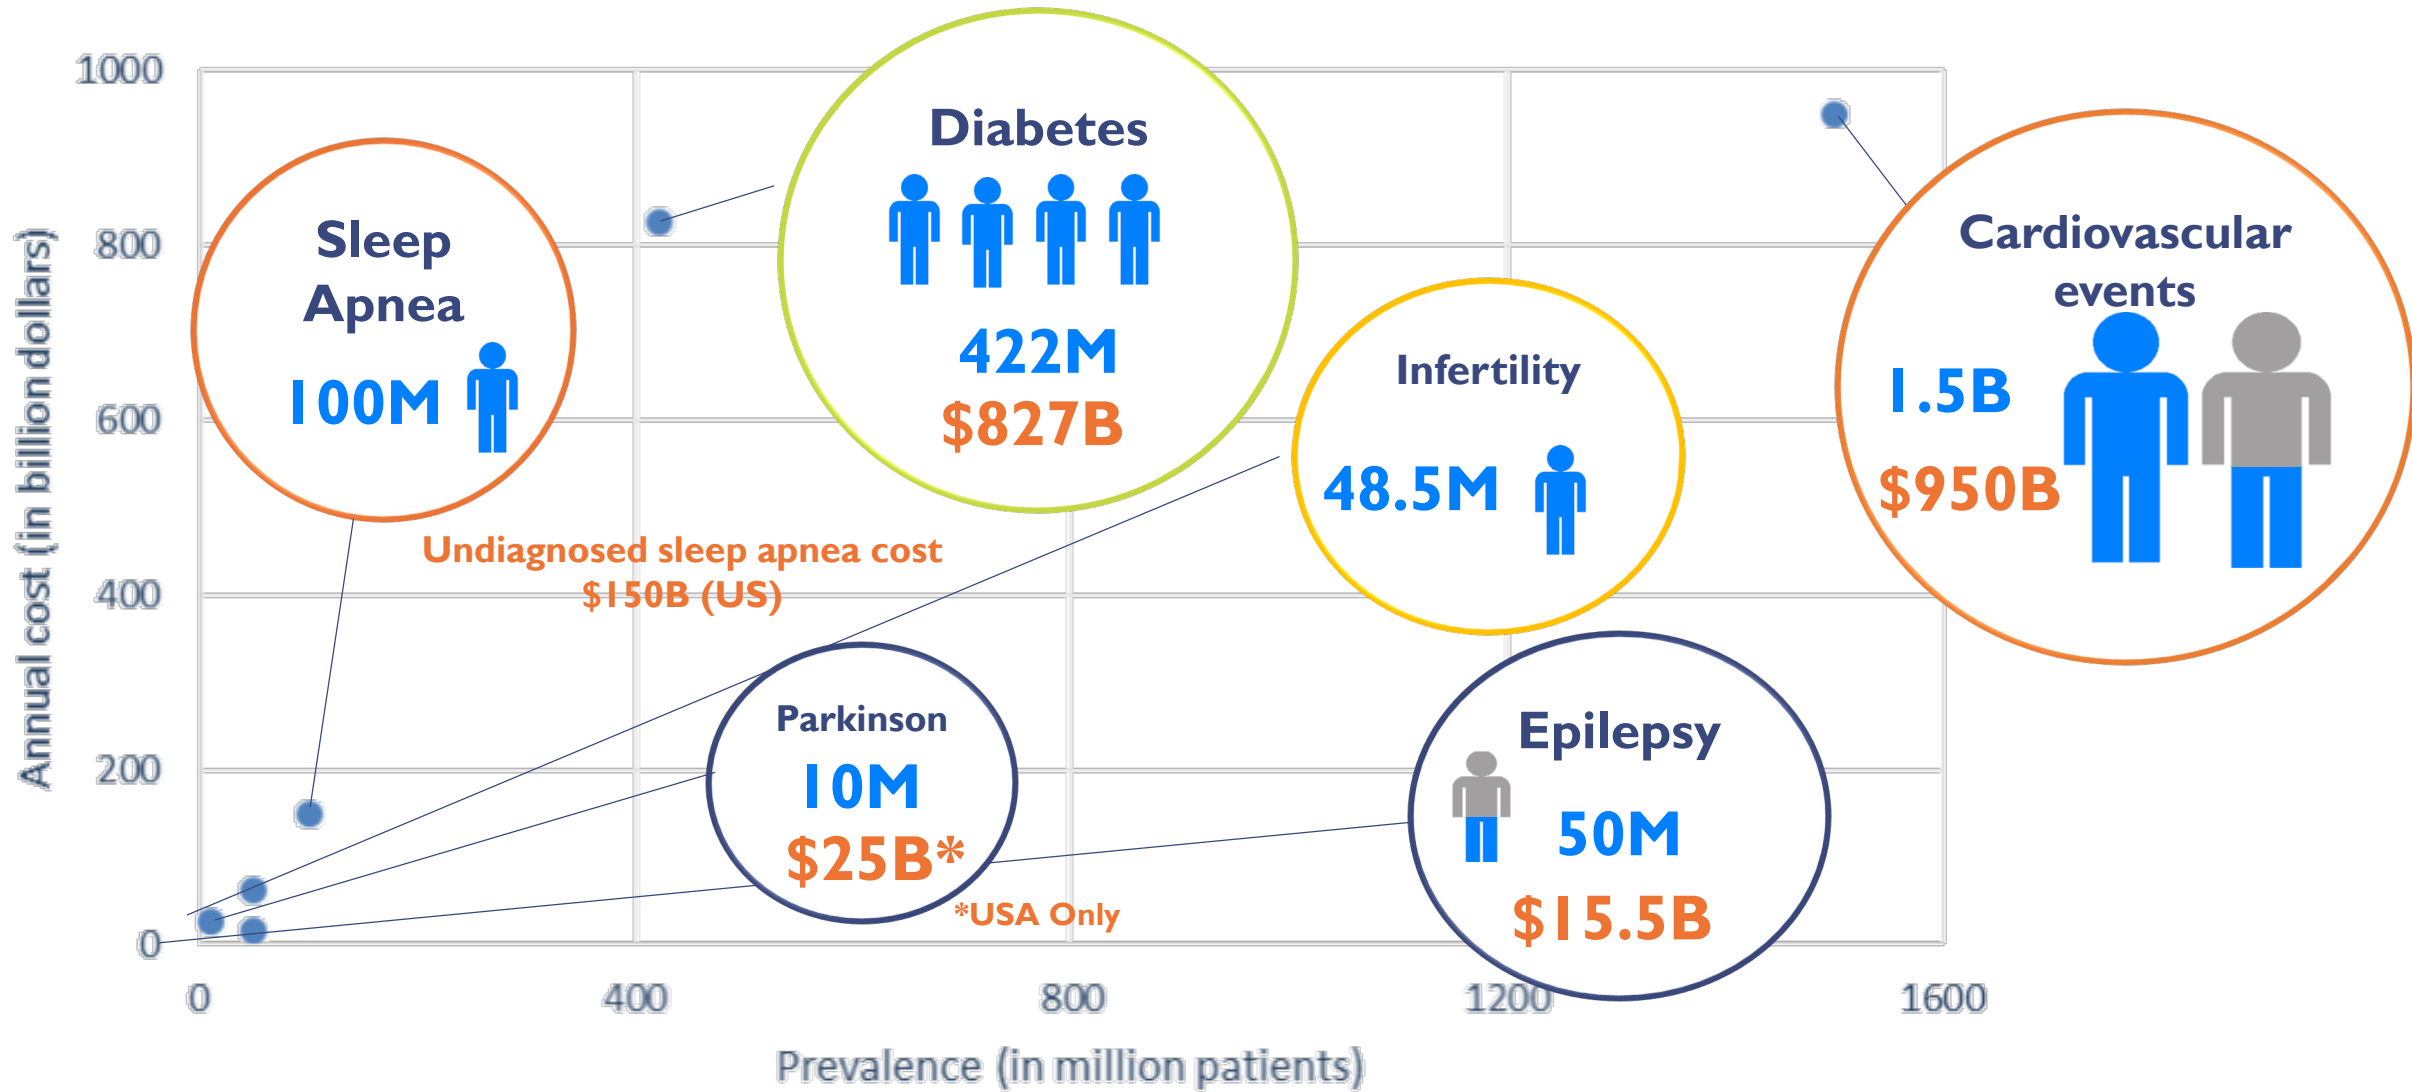 Annual cost (in billion dollars)
1000
800
600
400
200
0
0
400
800
1200
1600
Prevalence (in million patients)
Sleep
Apnea
100M
Undiagnosed sleep apnea cost
$150B (US)
Diabetes
422M
$827B
Infertility
48.5M
Cardiovascular
events
1.5B
$950B
Parkinson
10M
$25B*
*USA Only
Epilepsy
50M
$15.5B